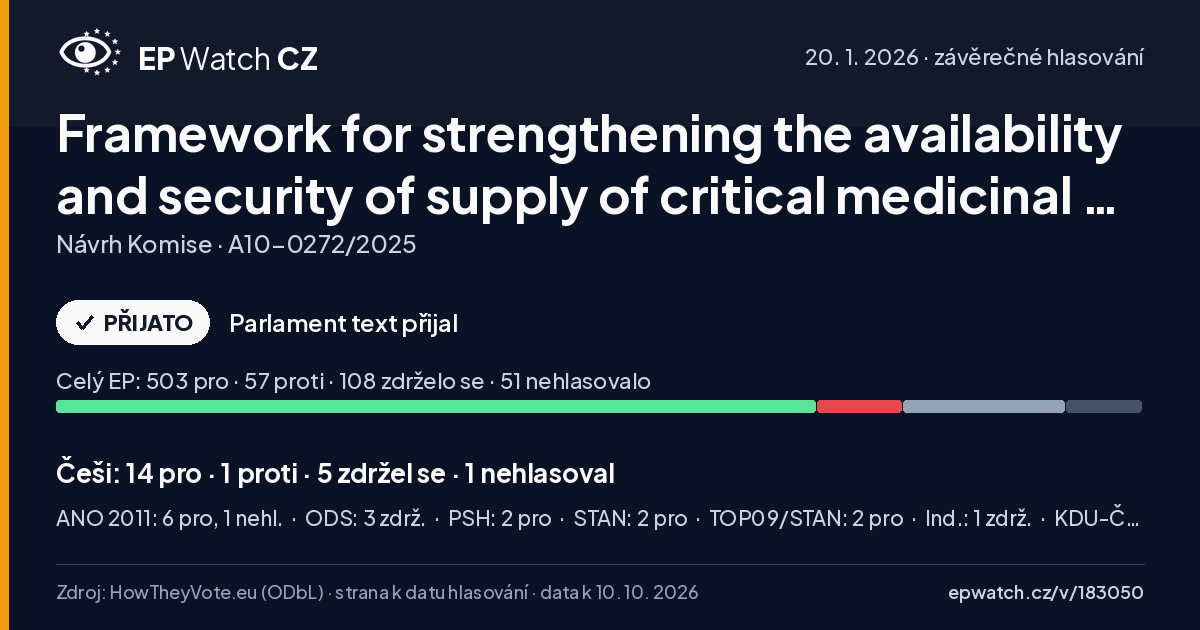 EP Watch CZ
20. 1. 2026 · závěrečné hlasování
Framework for strengthening the availability
and security of supply of critical medicinal …
Návrh Komise · A10-0272/2025
✓ PŘIJATO
Parlament text přijal
Celý EP: 503 pro · 57 proti · 108 zdrželo se · 51 nehlasovalo
Češi: 14 pro · 1 proti · 5 zdržel se · 1 nehlasoval
ANO 2011: 6 pro, 1 nehl. · ODS: 3 zdrž. · PSH: 2 pro · STAN: 2 pro · TOP09/STAN: 2 pro · Ind.: 1 zdrž. · KDU-Č…
Zdroj: HowTheyVote.eu (ODbL) · strana k datu hlasování · data k 10. 10. 2026
epwatch.cz/v/183050